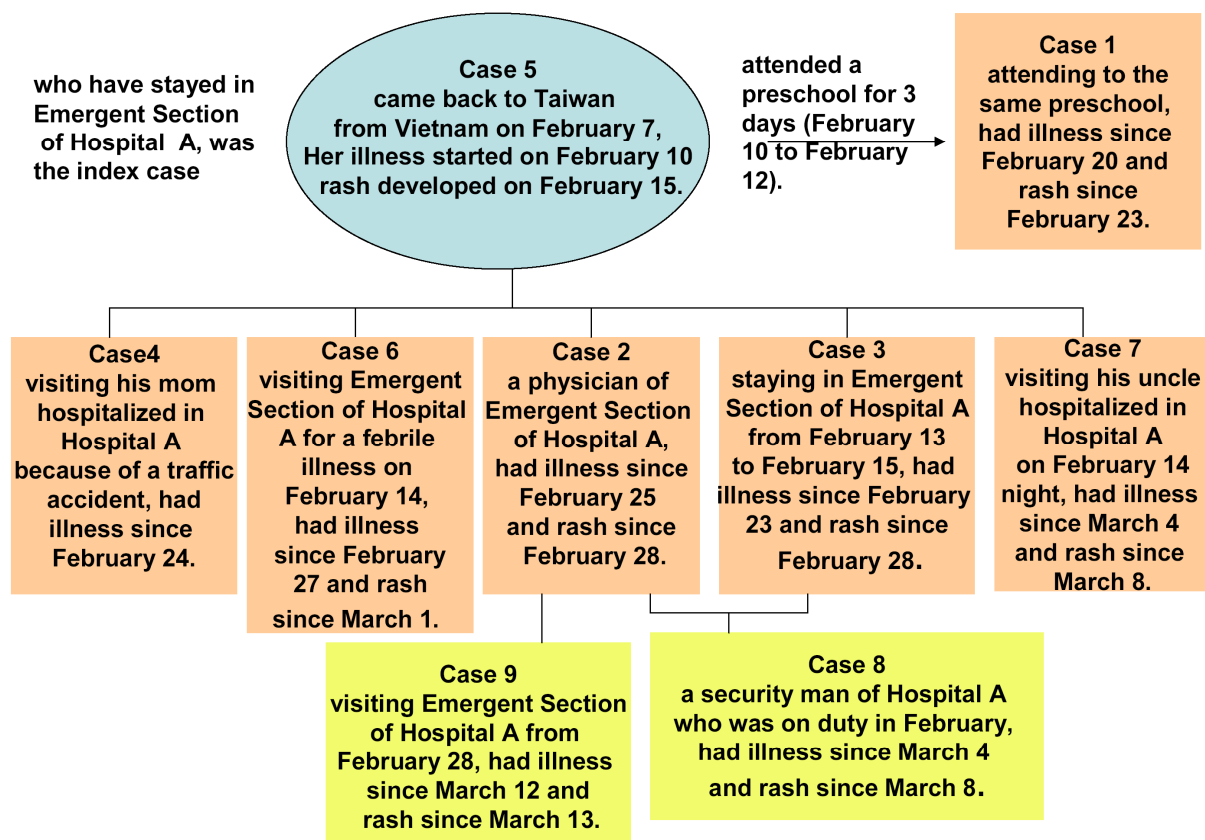 who have stayed in
Emergent Section
of Hospital A, was
the index case
Case 5
came back to Taiwan
from Vietnam on February 7,
Her illness started on February 10
rash developed on February 15.
attended a
preschool for 3
days (February
10 to February
12).
Case 1
attending to the
same preschool,
had illness since
February 20 and
rash since
February 23.
Case4
visiting his mom
hospitalized in
Hospital A
because of a traffic
accident, had
illness since
February 24.
Case 6
visiting Emergent
Section of Hospital
A for a febrile
illness on
February 14,
had illness
since February
27 and rash
since March 1.
Case 2
a physician of
Emergent Section
of Hospital A,
had illness since
February 25
and rash since
February 28.
Case 3
staying in Emergent
Section of Hospital A
from February 13
to February 15, had
illness since February
23 and rash since
February 28.
Case 7
visiting his uncle
hospitalized in
Hospital A
on February 14
night, had illness
since March 4
and rash since
March 8.
Case 9
visiting Emergent Section
of Hospital A from
February 28, had illness
since March 12 and
rash since March 13.
Case 8
a security man of Hospital A
who was on duty in February,
had illness since March 4
and rash since March 8.